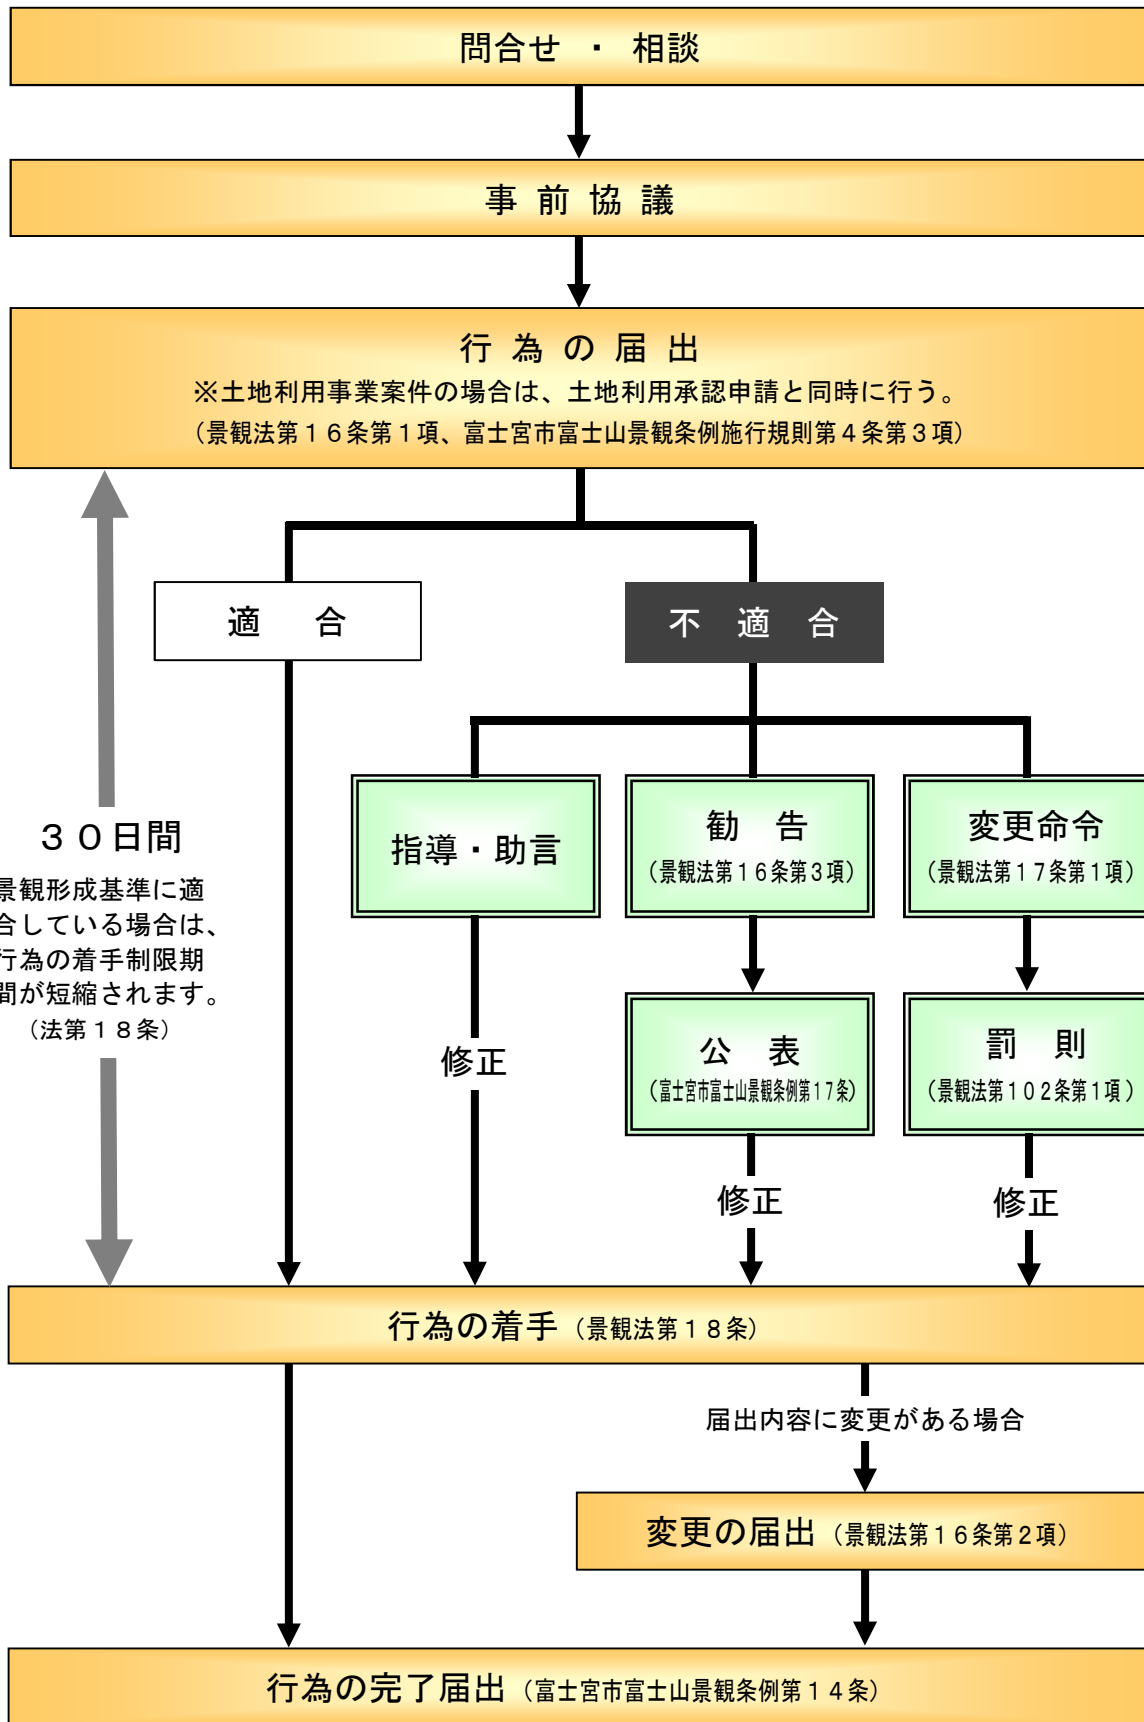 問合せ ・ 相談
事前協議
行為の届出
※土地利用事業案件の場合は、土地利用承認申請と同時に行う。
（景観法第１６条第１項、富士宮市富士山景観条例施行規則第４条第３項）
適 合
不 適 合
指導・助言
勧 告
（景観法第１６条第３項）
変更命令
（景観法第１７条第１項）
３０日間
景観形成基準に適
合している場合は、
行為の着手制限期
間が短縮されます。
（法第１８条）
公 表
（富士宮市富士山景観条例第１７条）
罰 則
（景観法第１０２条第１項）
修正
修正
修正
行為の着手（景観法第１８条）
届出内容に変更がある場合
変更の届出（景観法第１６条第２項）
行為の完了届出（富士宮市富士山景観条例第１４条）